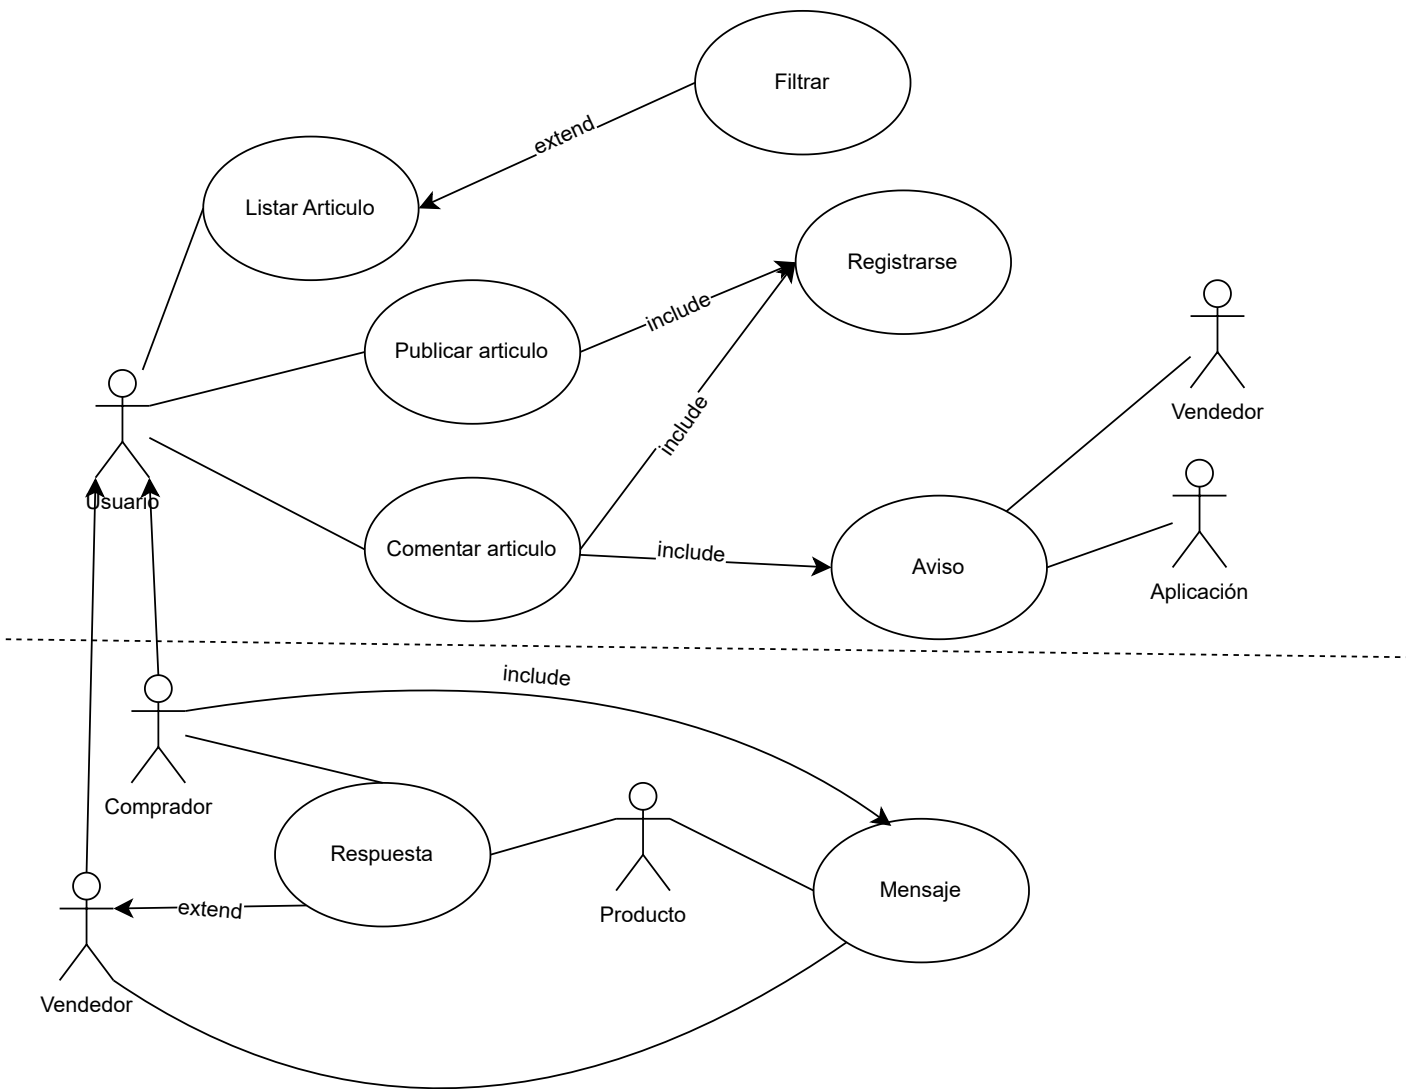 Filtrar
extend
Listar Articulo
Registrarse
include
Publicar articulo
include
Vendedor
Usuario
Comentar articulo
include
Aviso
Aplicación
include
Comprador
Respuesta
Mensaje
extend
Producto
Vendedor